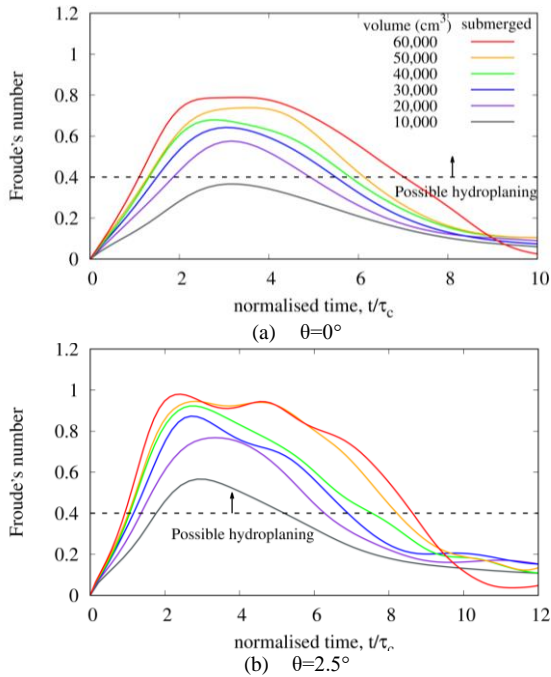 (a)
volume (cm³) submerged
60,000
50,000
40,000
30,000
20,000
10,000
Froude's number
1.2
1
0.8
0.6
0.4
0.2
0
Possible hydroplaning
0 2 4 6 8 10
normalised time, t/τc
(a) θ=0°
Froude's number
1.2
1
0.8
0.6
0.4
0.2
0
Possible hydroplaning
0 2 4 6 8 10 12
normalised time, t/τc
(b) θ=2.5°